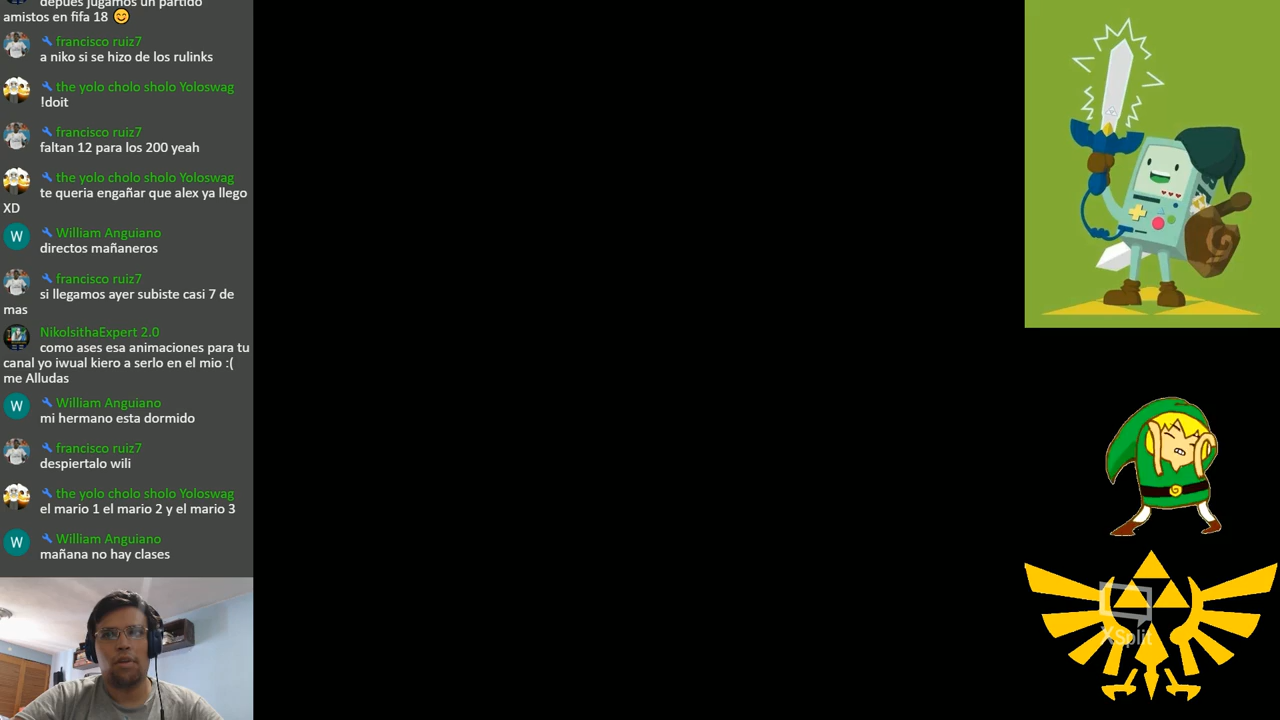 depues jugamos un partido
amistos en fifa 18 😊
francisco ruiz7
a niko si se hizo de los rulinks
the yolo cholo sholo Yoloswag
!doit
francisco ruiz7
faltan 12 para los 200 yeah
the yolo cholo sholo Yoloswag
te queria engañar que alex ya llego
XD
W
William Anguiano
directos mañaneros
francisco ruiz7
si llegamos ayer subiste casi 7 de
mas
NikolsithaExpert 2.0
como ases esa animaciones para tu
canal yo iwual kiero a serlo en el mio :(
me Alludas
W
William Anguiano
mi hermano esta dormido
francisco ruiz7
despiertalo wili
the yolo cholo sholo Yoloswag
el mario 1 el mario 2 y el mario 3
W
William Anguiano
mañana no hay clases
XSplit